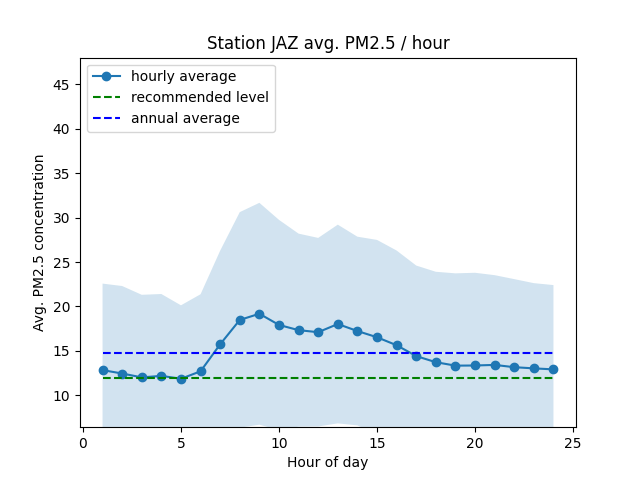 Station JAZ avg. PM2.5 / hour
hourly average
recommended level
annual average
Avg. PM2.5 concentration
45
40
35
30
25
20
15
10
0 5 10 15 20 25
Hour of day